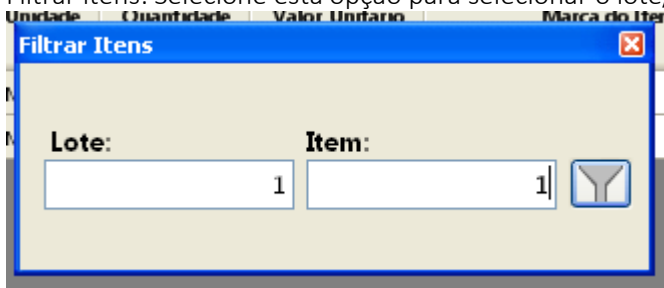 Filtrar Itens: Selecione esta opção para selecionar o lote,
Unidade Quantidade Valor Unitário Marca do Ite
Filtrar Itens
Lote: Item:
1 1